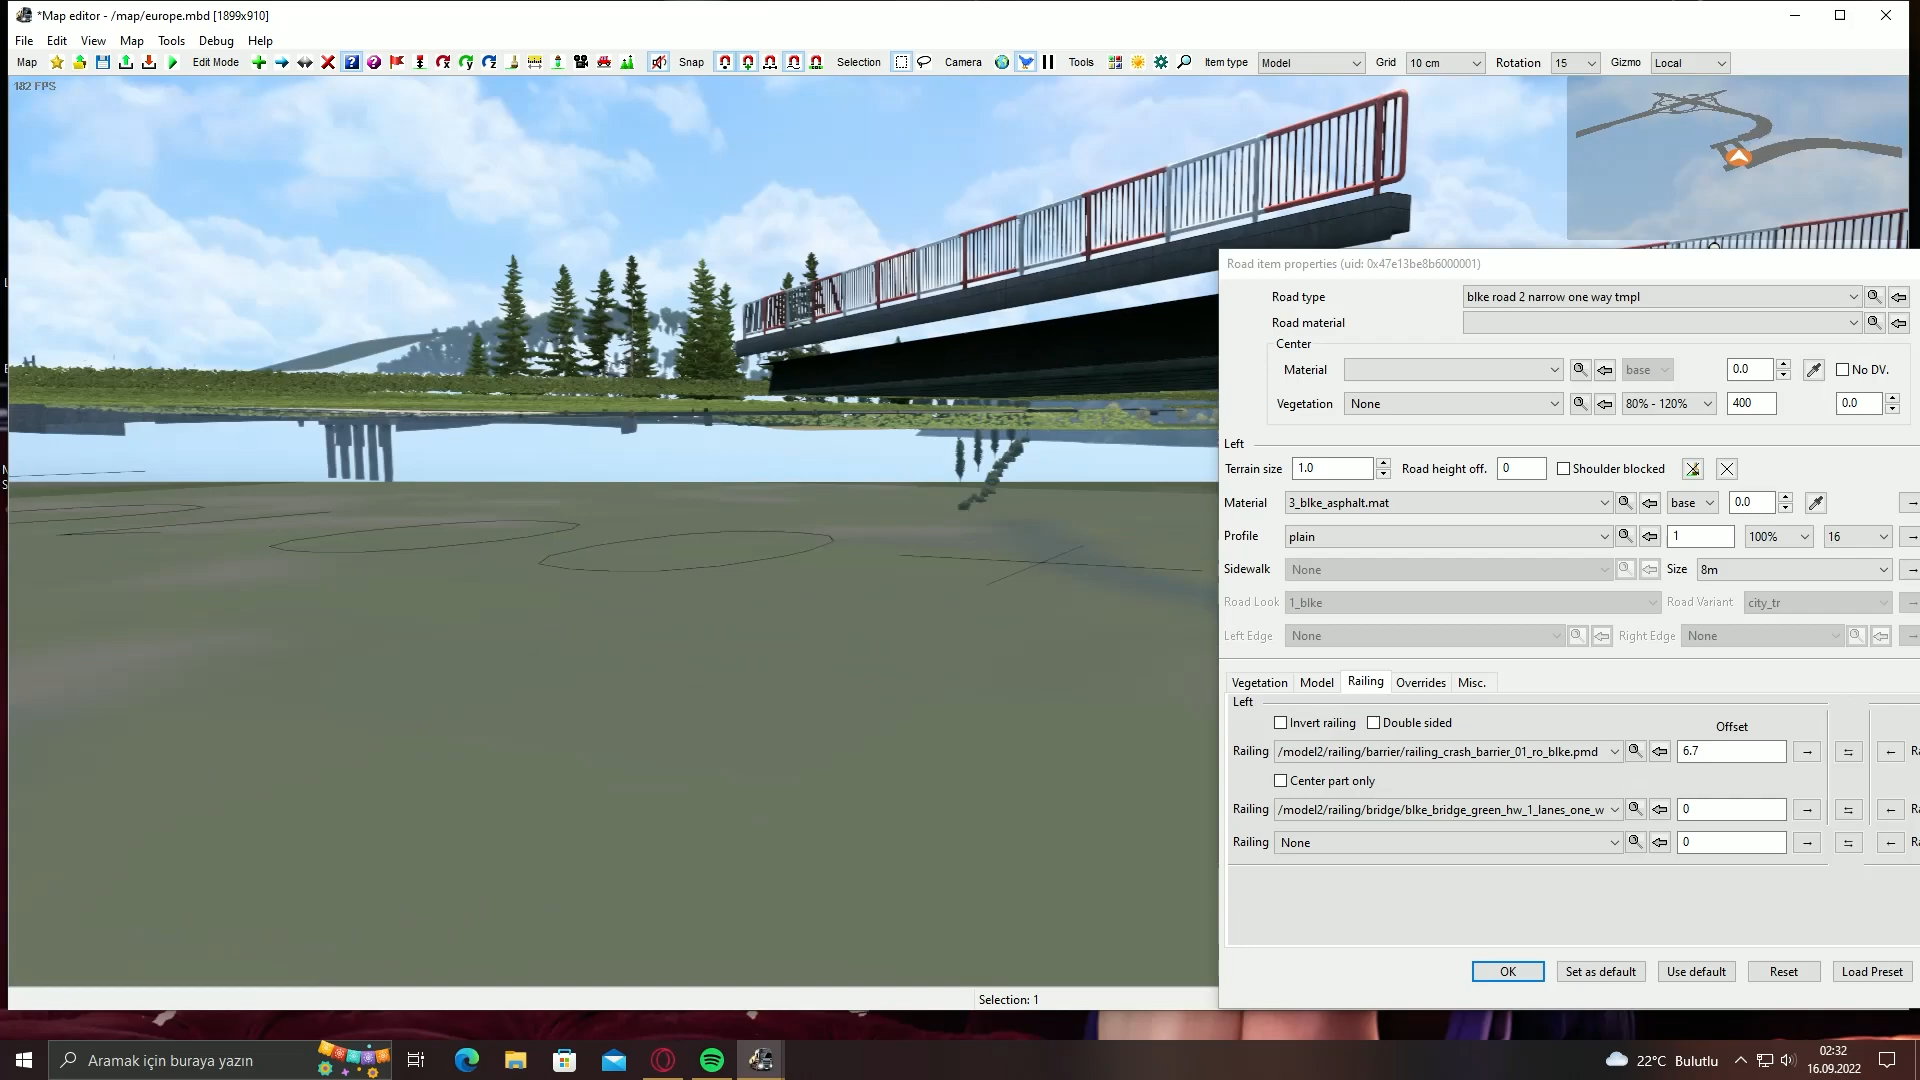 *Map editor - /map/europe.mbd [1899x910]
File Edit View Map Tools Debug Help
Map Edit Mode Snap Selection Camera Tools Item type Model Grid 10 cm Rotation 15 Gizmo Local
182 FPS
Road item properties (uid: 0x47e13be8b6000001)
Road type blke road 2 narrow one way tmpl
Road material
Center
Material base 0.0 No DV.
Vegetation None 80% - 120% 400 0.0
Left
Terrain size 1.0 Road height off. 0 Shoulder blocked
Material 3_blke_asphalt.mat base 0.0
Profile plain 1 100% 16
Sidewalk None Size 8m
Road Look 1_blke Road Variant city_tr
Left Edge None Right Edge None
Vegetation Model Railing Overrides Misc.
Left
Invert railing Double sided Offset
Railing /model2/railing/barrier/railing_crash_barrier_01_ro_blke.pmd 6.7 Ra
Center part only
Railing /model2/railing/bridge/blke_bridge_green_hw_1_lanes_one_w 0 Ra
Railing None 0 Ra
OK Set as default Use default Reset Load Preset
Selection: 1
Aramak için buraya yazın
22°C Bulutlu
02:32
16.09.2022